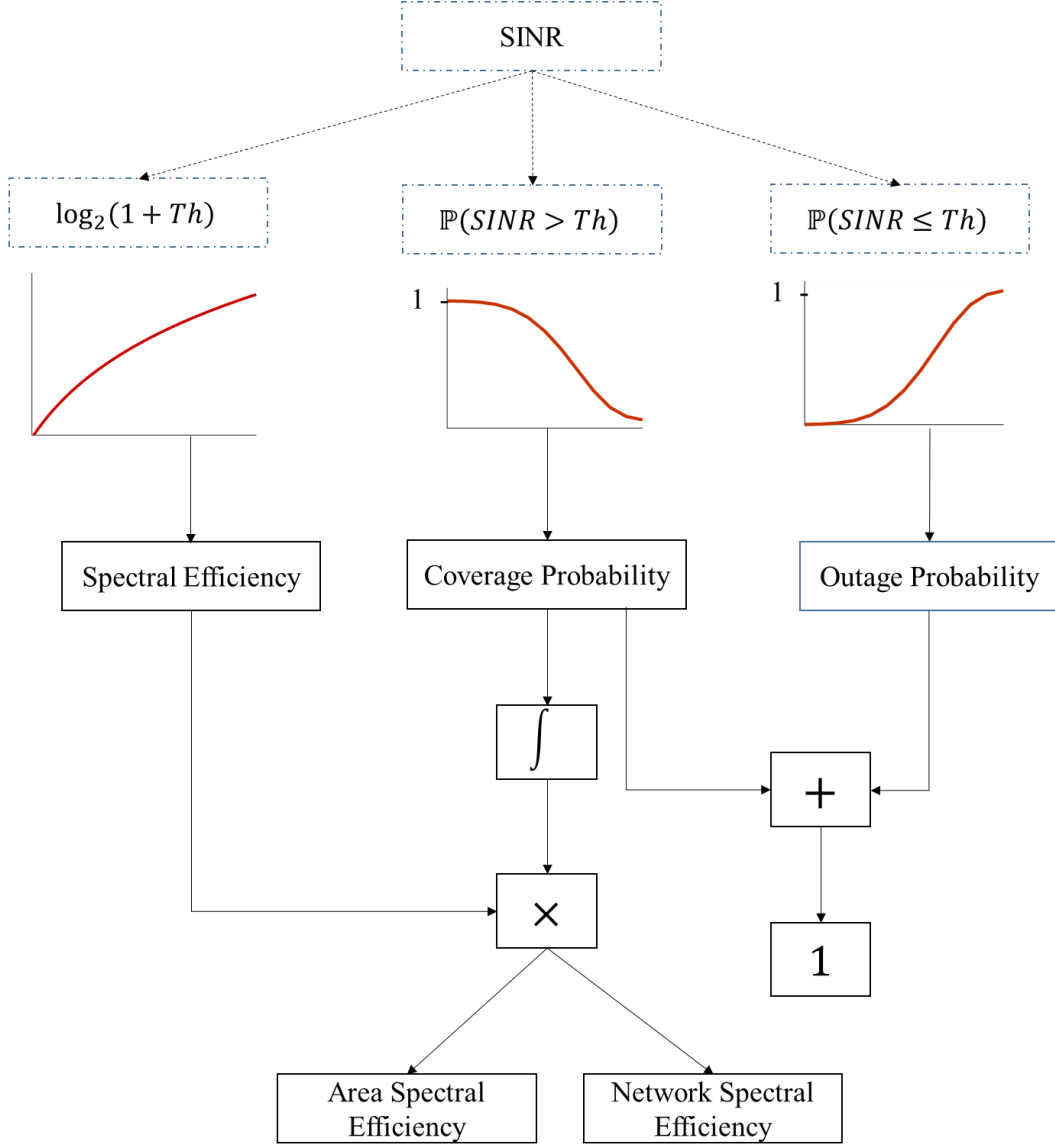 SINR
log₂(1 + Th)
ℙ(SINR > Th)
ℙ(SINR ≤ Th)
1
1
Spectral Efficiency
Coverage Probability
Outage Probability
∫
+
×
1
Area Spectral
Efficiency
Network Spectral
Efficiency